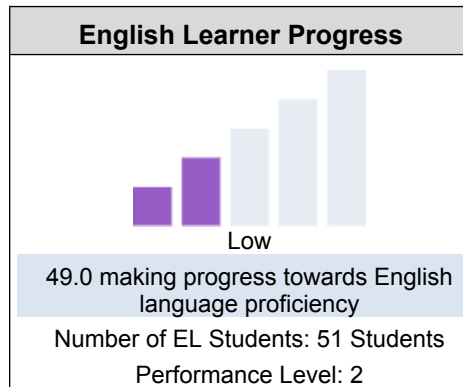 English Learner Progress
Low
49.0 making progress towards English
language proficiency
Number of EL Students: 51 Students
Performance Level: 2